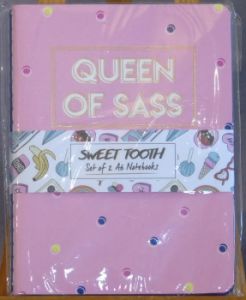 QUEEN
OF SASS
SWEET TOOTH
Set of 2 A6 Notebooks